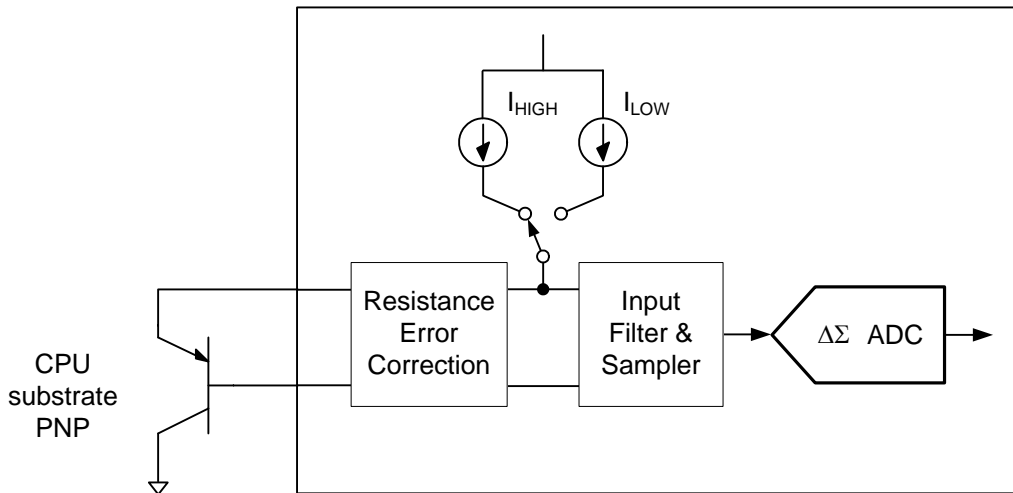 I_HIGH
I_LOW
Resistance
Error
Correction
Input
Filter &
Sampler
ΔΣ ADC
CPU
substrate
PNP